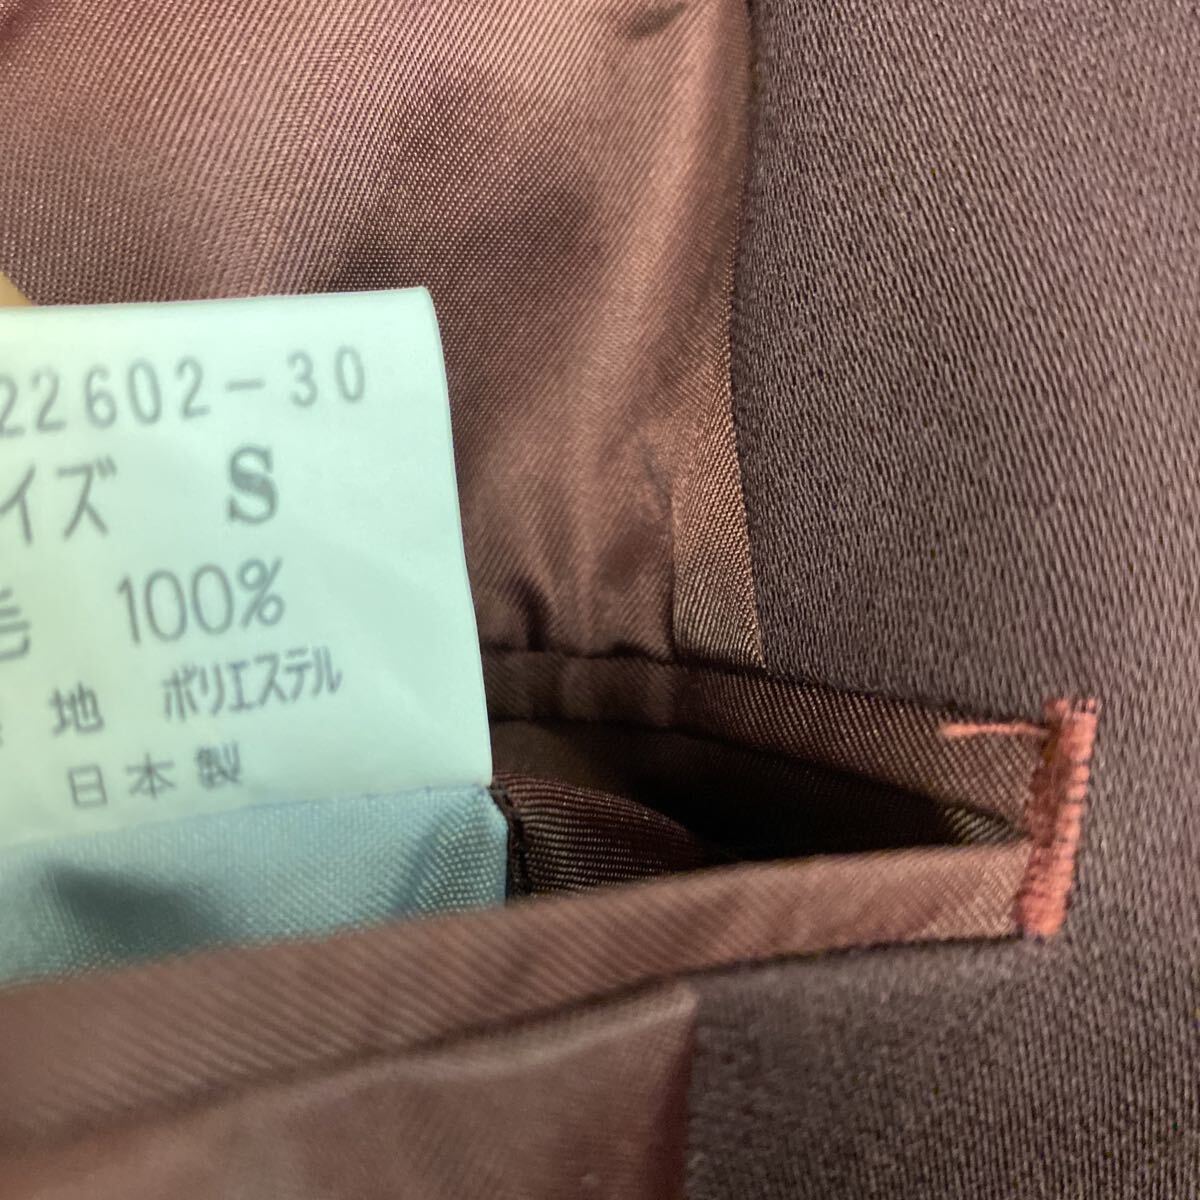 22602-30
イズ S
毛 100%
地 ポリエステル
日本製